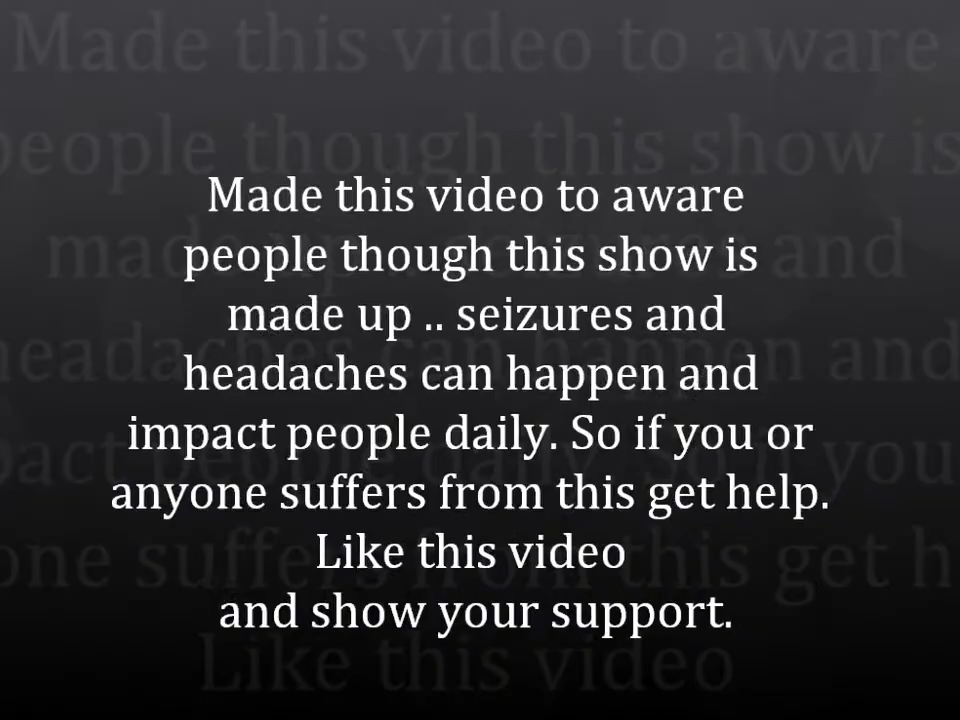 Made this video to aware
people though this show is
made up .. seizures and
headaches can happen and
impact people daily. So if you or
anyone suffers from this get help.
Like this video
and show your support.